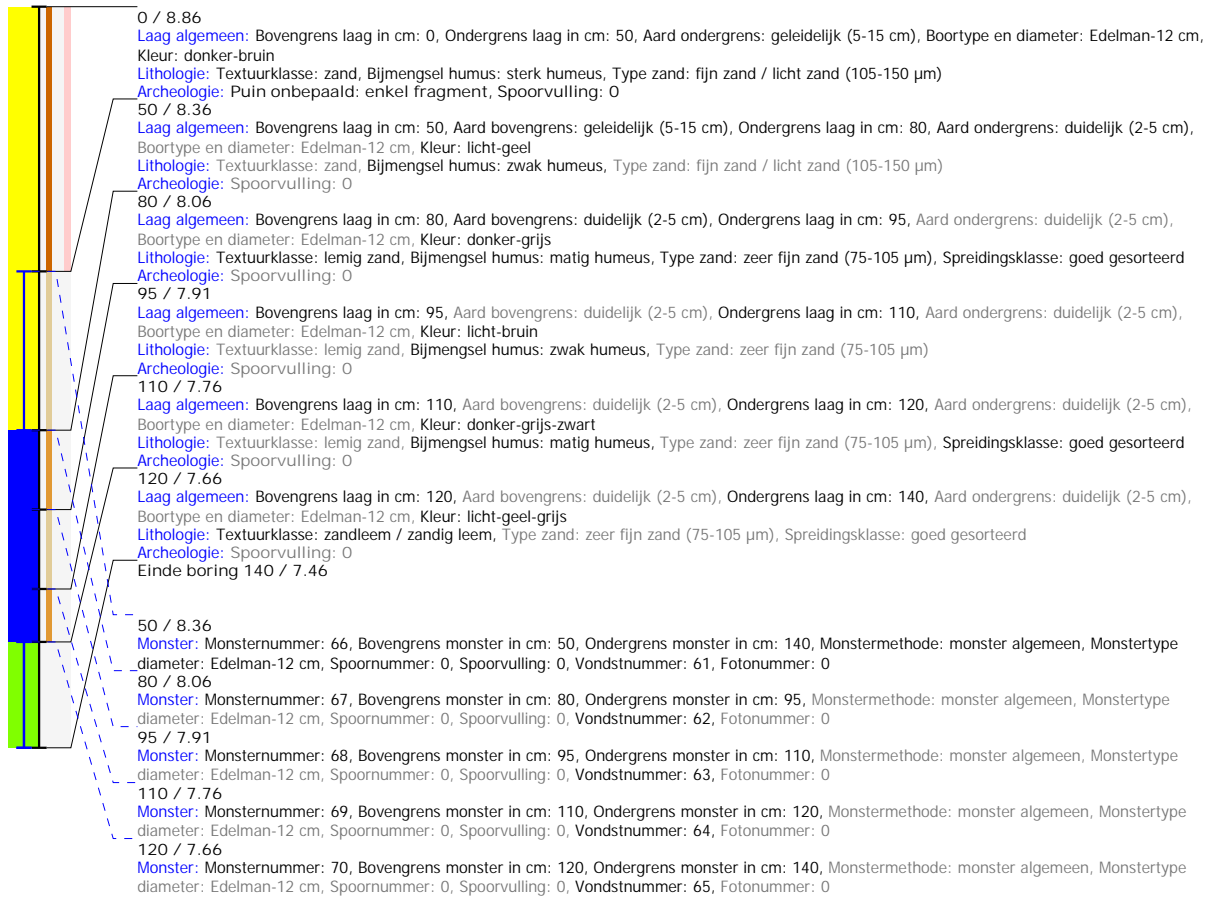 0 / 8.86
Laag algemeen: Bovengrens laag in cm: 0, Ondergrens laag in cm: 50, Aard ondergrens: geleidelijk (5-15 cm), Boortype en diameter: Edelman-12 cm,
Kleur: donker-bruin
Lithologie: Textuurklasse: zand, Bijmengsel humus: sterk humeus, Type zand: fijn zand / licht zand (105-150 µm)
Archeologie: Puin onbepaald: enkel fragment, Spoorvulling: 0
50 / 8.36
Laag algemeen: Bovengrens laag in cm: 50, Aard bovengrens: geleidelijk (5-15 cm), Ondergrens laag in cm: 80, Aard ondergrens: duidelijk (2-5 cm),
Boortype en diameter: Edelman-12 cm, Kleur: licht-geel
Lithologie: Textuurklasse: zand, Bijmengsel humus: zwak humeus, Type zand: fijn zand / licht zand (105-150 µm)
Archeologie: Spoorvulling: 0
80 / 8.06
Laag algemeen: Bovengrens laag in cm: 80, Aard bovengrens: duidelijk (2-5 cm), Ondergrens laag in cm: 95, Aard ondergrens: duidelijk (2-5 cm),
Boortype en diameter: Edelman-12 cm, Kleur: donker-grijs
Lithologie: Textuurklasse: lemig zand, Bijmengsel humus: matig humeus, Type zand: zeer fijn zand (75-105 µm), Spreidingsklasse: goed gesorteerd
Archeologie: Spoorvulling: 0
95 / 7.91
Laag algemeen: Bovengrens laag in cm: 95, Aard bovengrens: duidelijk (2-5 cm), Ondergrens laag in cm: 110, Aard ondergrens: duidelijk (2-5 cm),
Boortype en diameter: Edelman-12 cm, Kleur: licht-bruin
Lithologie: Textuurklasse: lemig zand, Bijmengsel humus: zwak humeus, Type zand: zeer fijn zand (75-105 µm)
Archeologie: Spoorvulling: 0
110 / 7.76
Laag algemeen: Bovengrens laag in cm: 110, Aard bovengrens: duidelijk (2-5 cm), Ondergrens laag in cm: 120, Aard ondergrens: duidelijk (2-5 cm),
Boortype en diameter: Edelman-12 cm, Kleur: donker-grijs-zwart
Lithologie: Textuurklasse: lemig zand, Bijmengsel humus: matig humeus, Type zand: zeer fijn zand (75-105 µm), Spreidingsklasse: goed gesorteerd
Archeologie: Spoorvulling: 0
120 / 7.66
Laag algemeen: Bovengrens laag in cm: 120, Aard bovengrens: duidelijk (2-5 cm), Ondergrens laag in cm: 140, Aard ondergrens: duidelijk (2-5 cm),
Boortype en diameter: Edelman-12 cm, Kleur: licht-geel-grijs
Lithologie: Textuurklasse: zandleem / zandig leem, Type zand: zeer fijn zand (75-105 µm), Spreidingsklasse: goed gesorteerd
Archeologie: Spoorvulling: 0
Einde boring 140 / 7.46
50 / 8.36
Monster: Monsternummer: 66, Bovengrens monster in cm: 50, Ondergrens monster in cm: 140, Monstermethode: monster algemeen, Monstertype
diameter: Edelman-12 cm, Spoornummer: 0, Spoorvulling: 0, Vondstnummer: 61, Fotonummer: 0
80 / 8.06
Monster: Monsternummer: 67, Bovengrens monster in cm: 80, Ondergrens monster in cm: 95, Monstermethode: monster algemeen, Monstertype
diameter: Edelman-12 cm, Spoornummer: 0, Spoorvulling: 0, Vondstnummer: 62, Fotonummer: 0
95 / 7.91
Monster: Monsternummer: 68, Bovengrens monster in cm: 95, Ondergrens monster in cm: 110, Monstermethode: monster algemeen, Monstertype
diameter: Edelman-12 cm, Spoornummer: 0, Spoorvulling: 0, Vondstnummer: 63, Fotonummer: 0
110 / 7.76
Monster: Monsternummer: 69, Bovengrens monster in cm: 110, Ondergrens monster in cm: 120, Monstermethode: monster algemeen, Monstertype
diameter: Edelman-12 cm, Spoornummer: 0, Spoorvulling: 0, Vondstnummer: 64, Fotonummer: 0
120 / 7.66
Monster: Monsternummer: 70, Bovengrens monster in cm: 120, Ondergrens monster in cm: 140, Monstermethode: monster algemeen, Monstertype
diameter: Edelman-12 cm, Spoornummer: 0, Spoorvulling: 0, Vondstnummer: 65, Fotonummer: 0